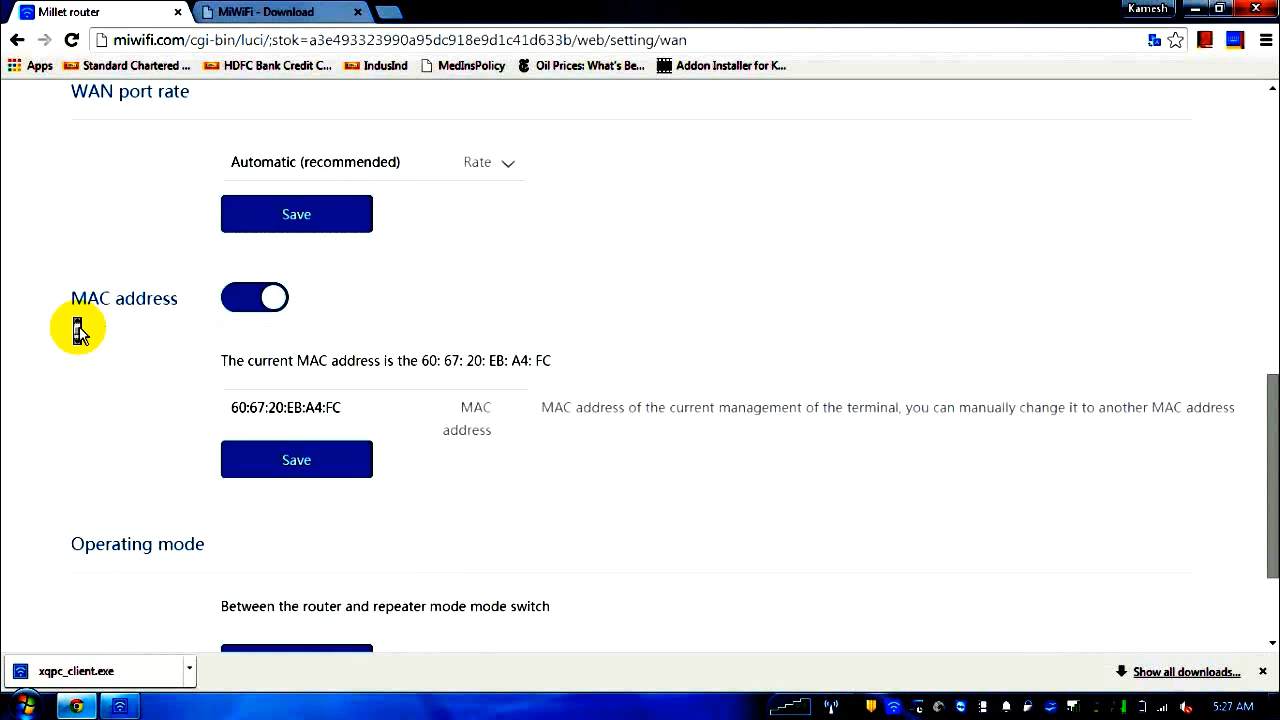 Millet router
MiWiFi - Download
Kamesh
miwifi.com/cgi-bin/luci/;stok=a3e493323990a95dc918e9d1c41d633b/web/setting/wan
Apps
Standard Chartered ...
HDFC Bank Credit C...
IndusInd
MedInsPolicy
Oil Prices: What's Be...
Addon Installer for K...
WAN port rate
Automatic (recommended)
Rate
Save
MAC address
The current MAC address is the 60: 67: 20: EB: A4: FC
60:67:20:EB:A4:FC
MAC
address
MAC address of the current management of the terminal, you can manually change it to another MAC address
Save
Operating mode
Between the router and repeater mode mode switch
xqpc_client.exe
Show all downloads...
5:27 AM